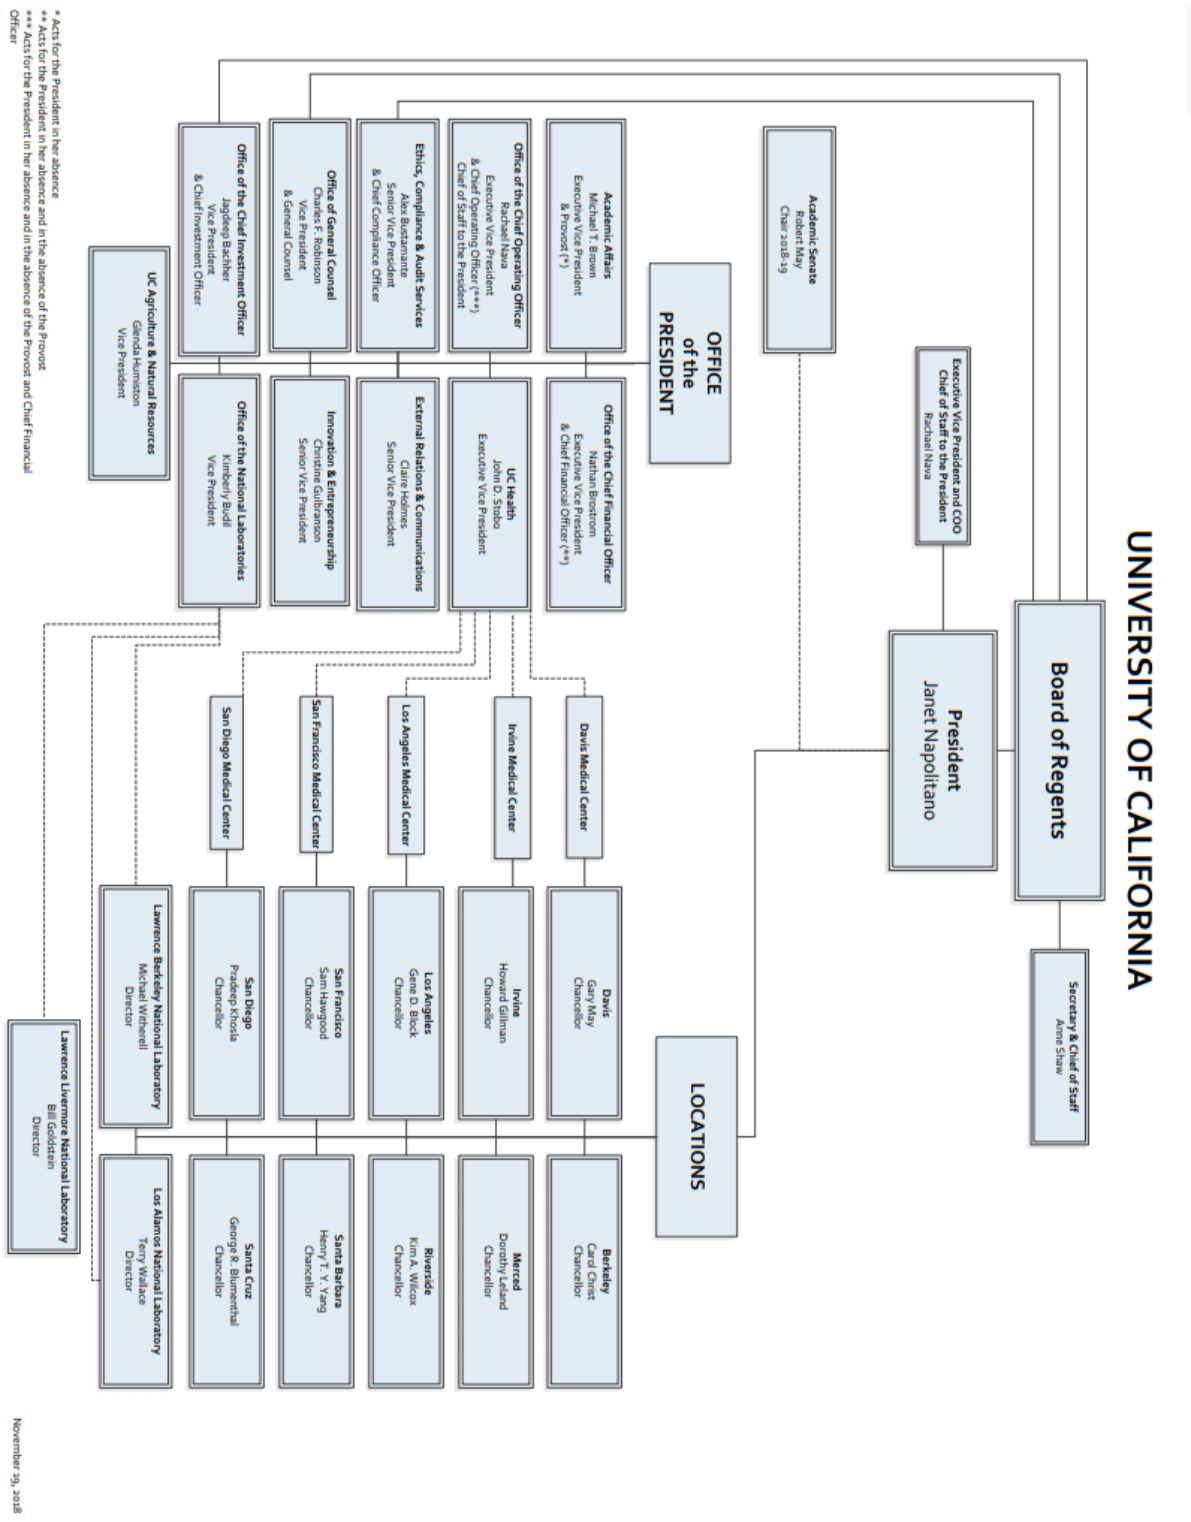 UNIVERSITY OF CALIFORNIA
Board of Regents
Secretary & Chief of Staff
Anne Shaw
President
Janet Napolitano
Executive Vice President and COO
Chief of Staff to the President
Rachael Nava
Academic Senate
Robert May
Chair 2018-19
OFFICE
of the
PRESIDENT
LOCATIONS
Academic Affairs
Michael T. Brown
Executive Vice President
& Provost (*)
Office of the Chief Financial Officer
Nathan Brostrom
Executive Vice President
& Chief Financial Officer (**)
Davis Medical Center
Davis
Gary May
Chancellor
Berkeley
Carol Christ
Chancellor
Office of the Chief Operating Officer
Rachael Nava
Executive Vice President
& Chief Operating Officer (***)
Chief of Staff to the President
UC Health
John D. Stobo
Executive Vice President
Irvine Medical Center
Irvine
Howard Gillman
Chancellor
Merced
Dorothy Leland
Chancellor
Ethics, Compliance & Audit Services
Alex Bustamante
Senior Vice President
& Chief Compliance Officer
External Relations & Communications
Claire Holmes
Senior Vice President
Los Angeles Medical Center
Los Angeles
Gene D. Block
Chancellor
Riverside
Kim A. Wilcox
Chancellor
Office of General Counsel
Charles F. Robinson
Vice President
& General Counsel
Innovation & Entrepreneurship
Christine Gulbranson
Senior Vice President
San Francisco Medical Center
San Francisco
Sam Hawgood
Chancellor
Santa Barbara
Henry T. Y. Yang
Chancellor
Office of the Chief Investment Officer
Jagdeep Bachher
Vice President
& Chief Investment Officer
Office of the National Laboratories
Kimberly Budil
Vice President
San Diego Medical Center
San Diego
Pradeep Khosla
Chancellor
Santa Cruz
George R. Blumenthal
Chancellor
UC Agriculture & Natural Resources
Glenda Humiston
Vice President
Lawrence Berkeley National Laboratory
Michael Witherell
Director
Los Alamos National Laboratory
Terry Wallace
Director
Lawrence Livermore National Laboratory
Bill Goldstein
Director
* Acts for the President in her absence
** Acts for the President in her absence and in the absence of the Provost
*** Acts for the President in her absence and in the absence of the Provost and Chief Financial
Officer
November 19, 2018